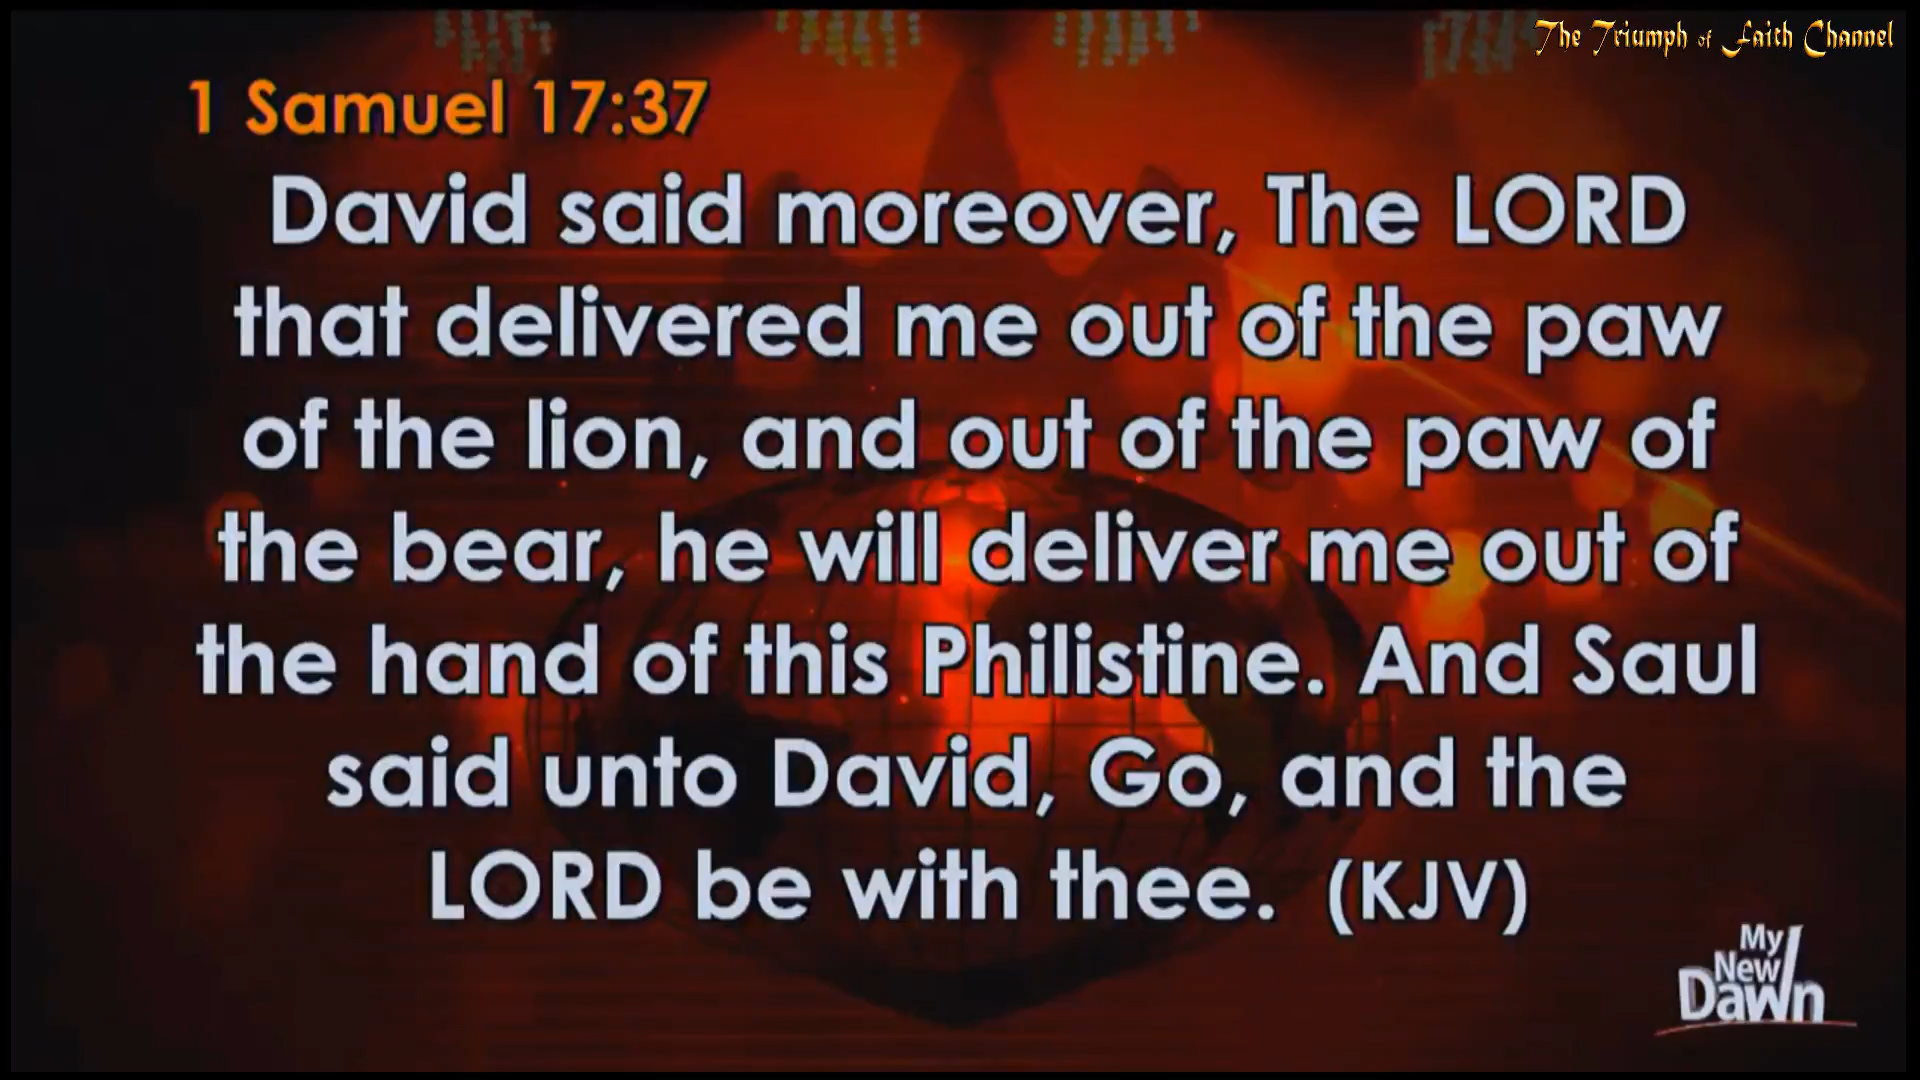 The Triumph of Faith Channel
1 Samuel 17:37
David said moreover, The LORD
that delivered me out of the paw
of the lion, and out of the paw of
the bear, he will deliver me out of
the hand of this Philistine. And Saul
said unto David, Go, and the
LORD be with thee. (KJV)
My
New
Dawn